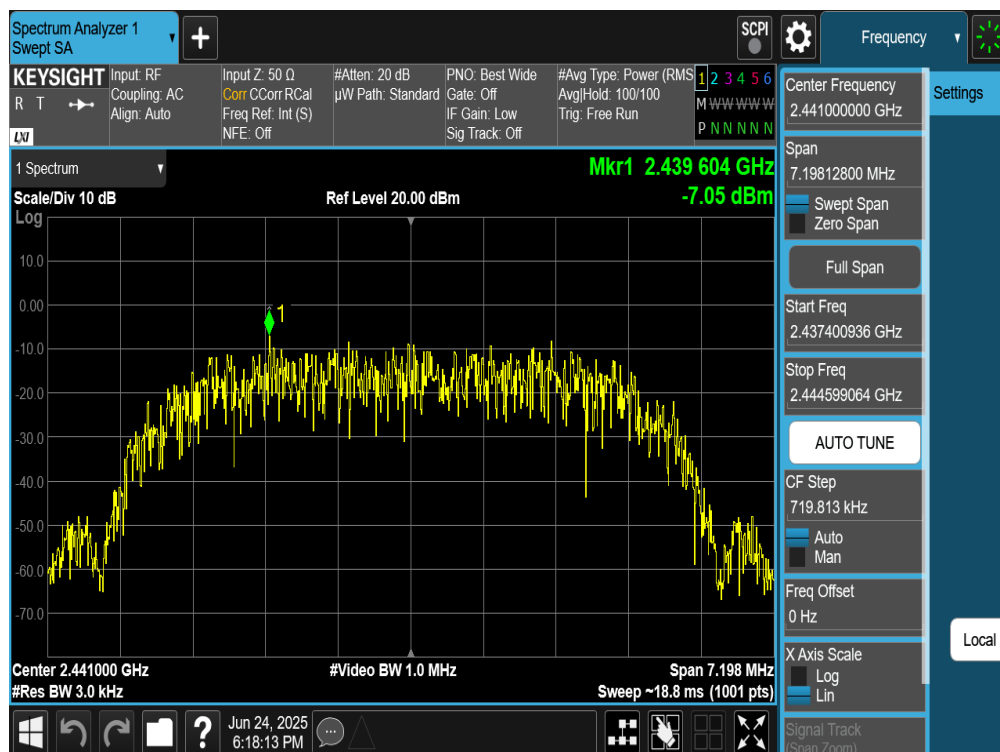 Spectrum Analyzer 1
Swept SA
+
SCPI
Frequency
KEYSIGHT
R T
LXI
Input: RF
Coupling: AC
Align: Auto
Input Z: 50 Ω
Corr CCorr RCal
Freq Ref: Int (S)
NFE: Off
#Atten: 20 dB
µW Path: Standard
PNO: Best Wide
Gate: Off
IF Gain: Low
Sig Track: Off
#Avg Type: Power (RMS
Avg|Hold: 100/100
Trig: Free Run
1 2 3 4 5 6
M W W W W W
P N N N N N
1 Spectrum
Mkr1 2.439 604 GHz
-7.05 dBm
Scale/Div 10 dB
Ref Level 20.00 dBm
Log
10.0
0.00
-10.0
-20.0
-30.0
-40.0
-50.0
-60.0
-70.0
1
Center 2.441000 GHz
#Video BW 1.0 MHz
Span 7.198 MHz
#Res BW 3.0 kHz
Sweep ~18.8 ms (1001 pts)
?
Jun 24, 2025
6:18:13 PM
Center Frequency
2.441000000 GHz
Span
7.19812800 MHz
Swept Span
Zero Span
Full Span
Start Freq
2.437400936 GHz
Stop Freq
2.444599064 GHz
AUTO TUNE
CF Step
719.813 kHz
Auto
Man
Freq Offset
0 Hz
X Axis Scale
Log
Lin
Signal Track
(Span Zoom)
Settings
Local